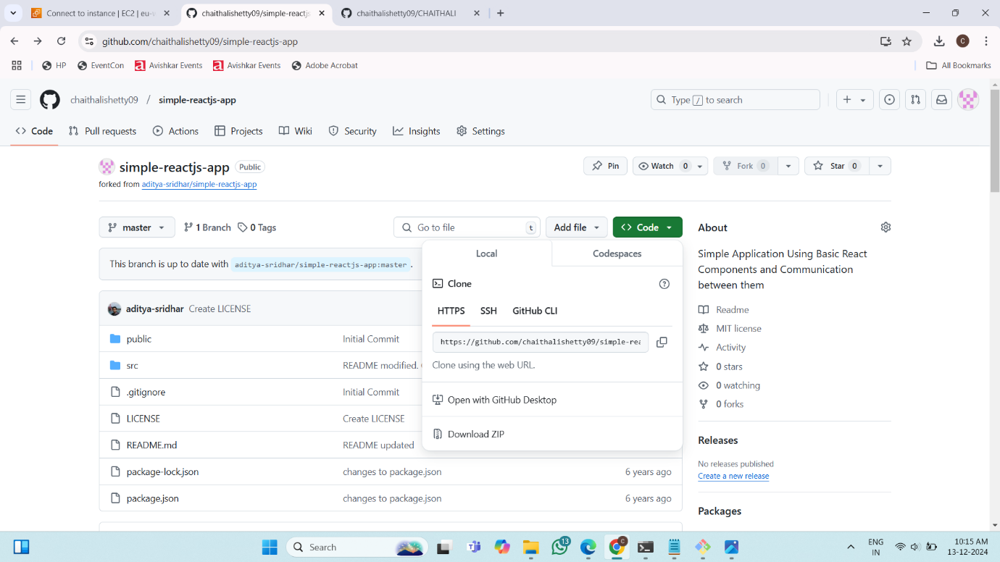 Connect to instance | EC2 | eu-w
chaithalishetty09/simple-reactjs
chaithalishetty09/CHAITHALI
github.com/chaithalishetty09/simple-reactjs-app
HP
EventCon
Avishkar Events
Avishkar Events
Adobe Acrobat
All Bookmarks
C
chaithalishetty09 / simple-reactjs-app
Type / to search
Code
Pull requests
Actions
Projects
Wiki
Security
Insights
Settings
simple-reactjs-app Public
forked from aditya-sridhar/simple-reactjs-app
Pin
Watch 0
Fork 0
Star 0
master
1 Branch
0 Tags
Go to file t
Add file
Code
This branch is up to date with aditya-sridhar/simple-reactjs-app:master .
Local
Codespaces
Clone
HTTPS
SSH
GitHub CLI
https://github.com/chaithalishetty09/simple-rea
Clone using the web URL.
Open with GitHub Desktop
Download ZIP
aditya-sridhar Create LICENSE
public Initial Commit
src README modified.
.gitignore Initial Commit
LICENSE Create LICENSE
README.md README updated
package-lock.json changes to package.json 6 years ago
package.json changes to package.json 6 years ago
About
Simple Application Using Basic React
Components and Communication
between them
Readme
MIT license
Activity
0 stars
0 watching
0 forks
Releases
No releases published
Create a new release
Packages
Search
13
C
ENG
IN
10:15 AM
13-12-2024